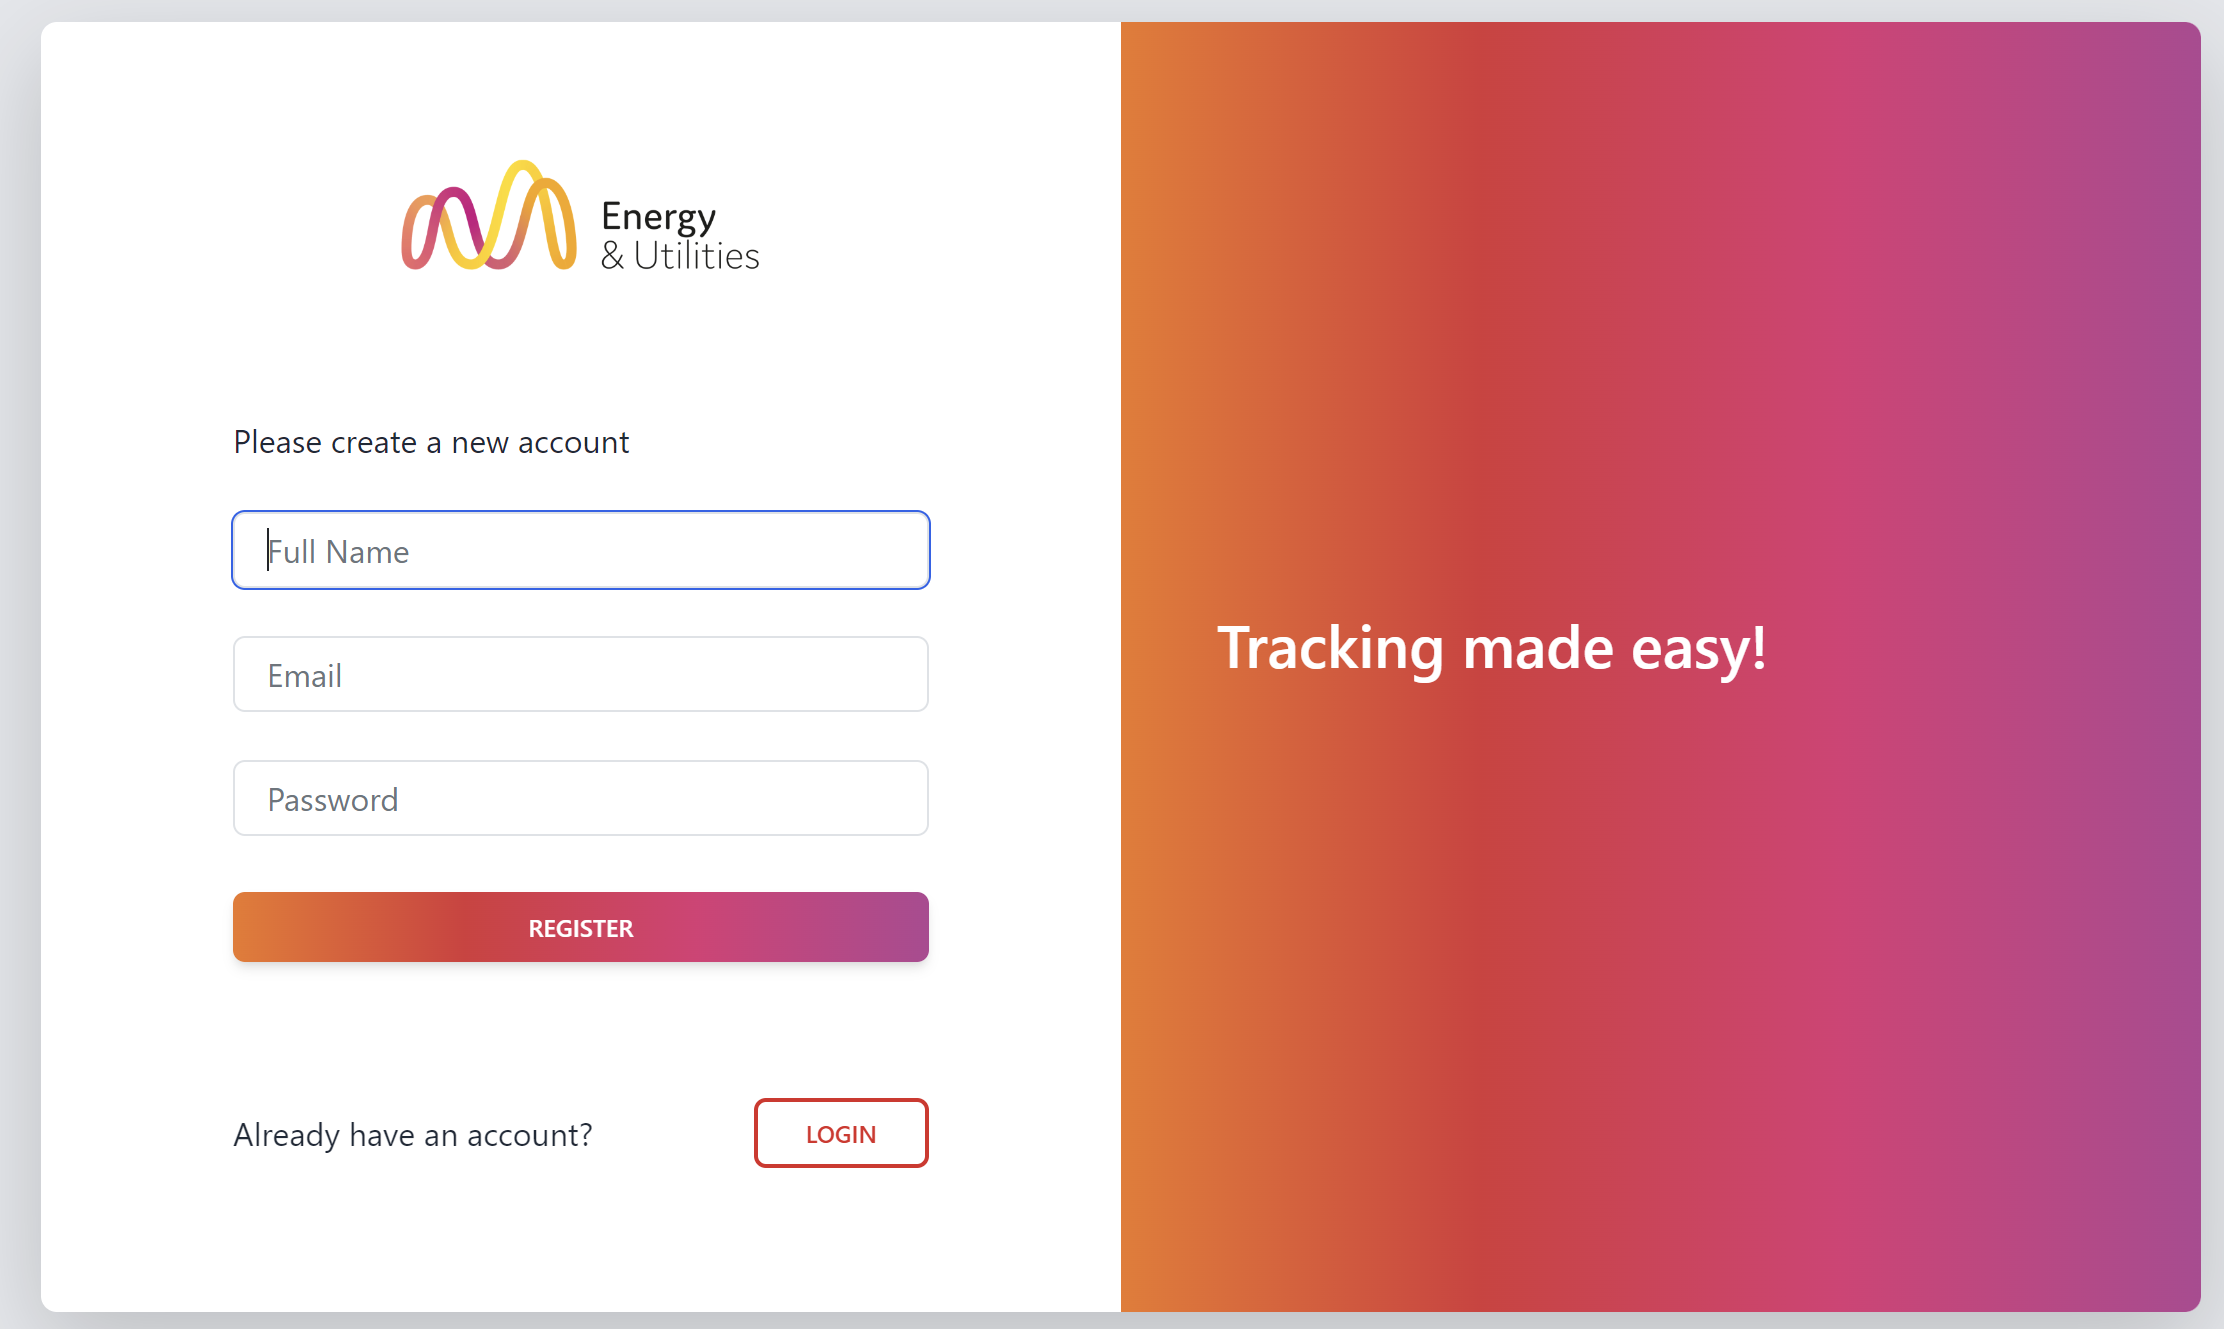 Energy
& Utilities
Please create a new account
Full Name
Email
Password
REGISTER
Already have an account?
LOGIN
Tracking made easy!